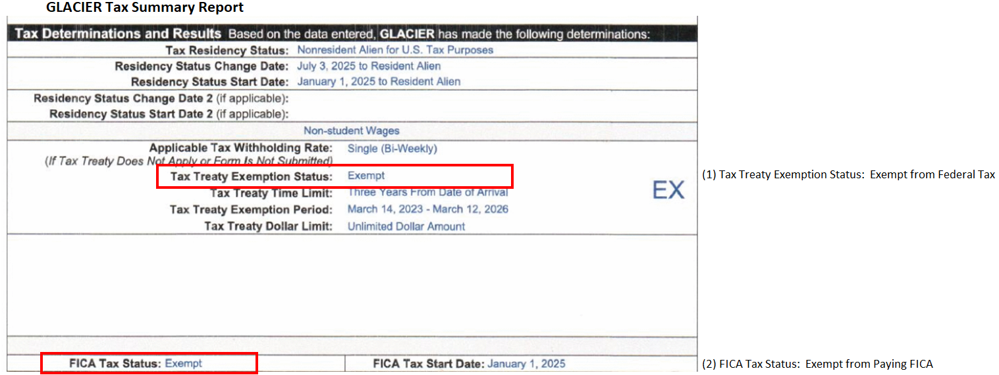 GLACIER Tax Summary Report
Tax Determinations and Results Based on the data entered, GLACIER has made the following determinations:
Tax Residency Status: Nonresident Alien for U.S. Tax Purposes
Residency Status Change Date: July 3, 2025 to Resident Alien
Residency Status Start Date: January 1, 2025 to Resident Alien
Residency Status Change Date 2 (if applicable):
Residency Status Start Date 2 (if applicable):
Non-student Wages
Applicable Tax Withholding Rate: Single (Bi-Weekly)
(If Tax Treaty Does Not Apply or Form Is Not Submitted)
Tax Treaty Exemption Status: Exempt
(1) Tax Treaty Exemption Status: Exempt from Federal Tax
EX
Tax Treaty Time Limit: Three Years From Date of Arrival
Tax Treaty Exemption Period: March 14, 2023 - March 12, 2026
Tax Treaty Dollar Limit: Unlimited Dollar Amount
FICA Tax Status: Exempt FICA Tax Start Date: January 1, 2025
(2) FICA Tax Status: Exempt from Paying FICA